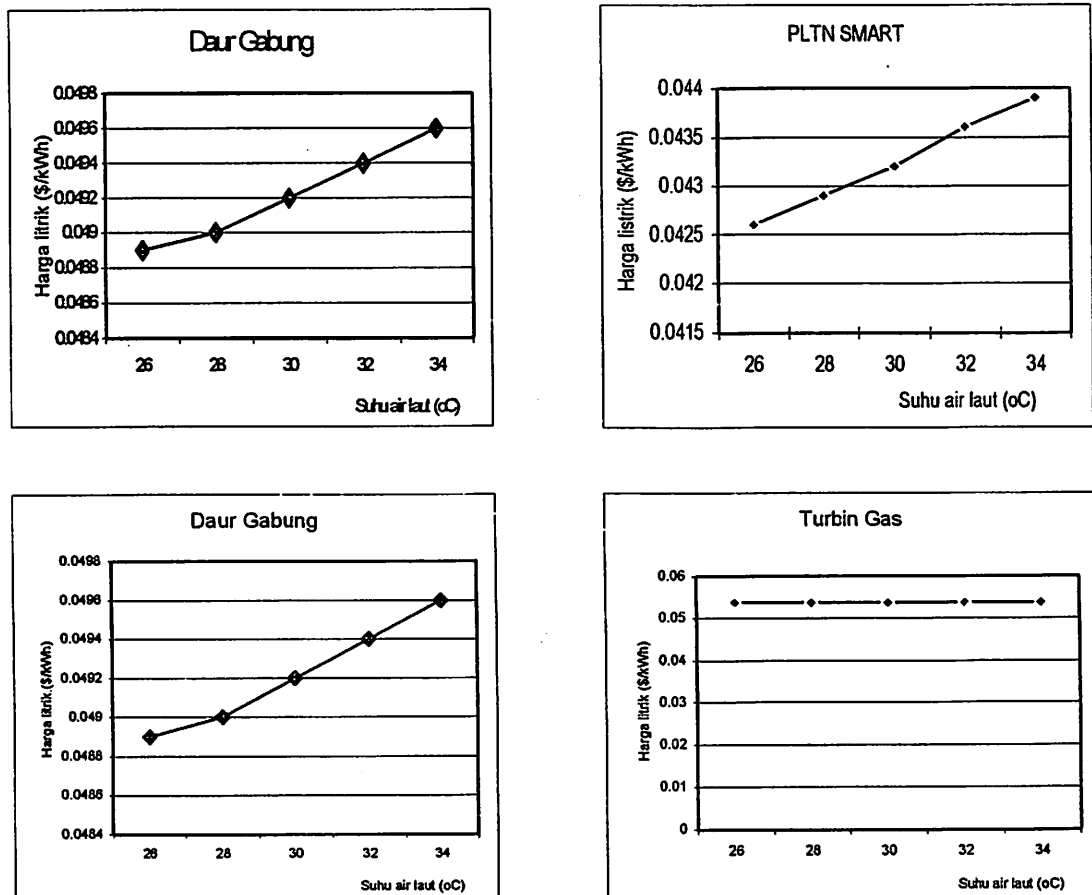 Daur Gabung
Harga litrik ($/kWh)
0.0498
0.0496
0.0494
0.0492
0.049
0.0488
0.0486
0.0484
26 28 30 32 34
Suhu air laut (oC)
PLTN SMART
Harga listrik ($/kWh)
0.044
0.0435
0.043
0.0425
0.042
0.0415
26 28 30 32 34
Suhu air laut (oC)
Daur Gabung
Harga litrik.($/kWh)
0.0498
0.0496
0.0494
0.0492
0.049
0.0488
0.0486
0.0484
26 28 30 32 34
Suhu air laut (oC)
Turbin Gas
Harga litrik ($/kWh)
0.06
0.05
0.04
0.03
0.02
0.01
0
26 28 30 32 34
Suhu air laut (oC)